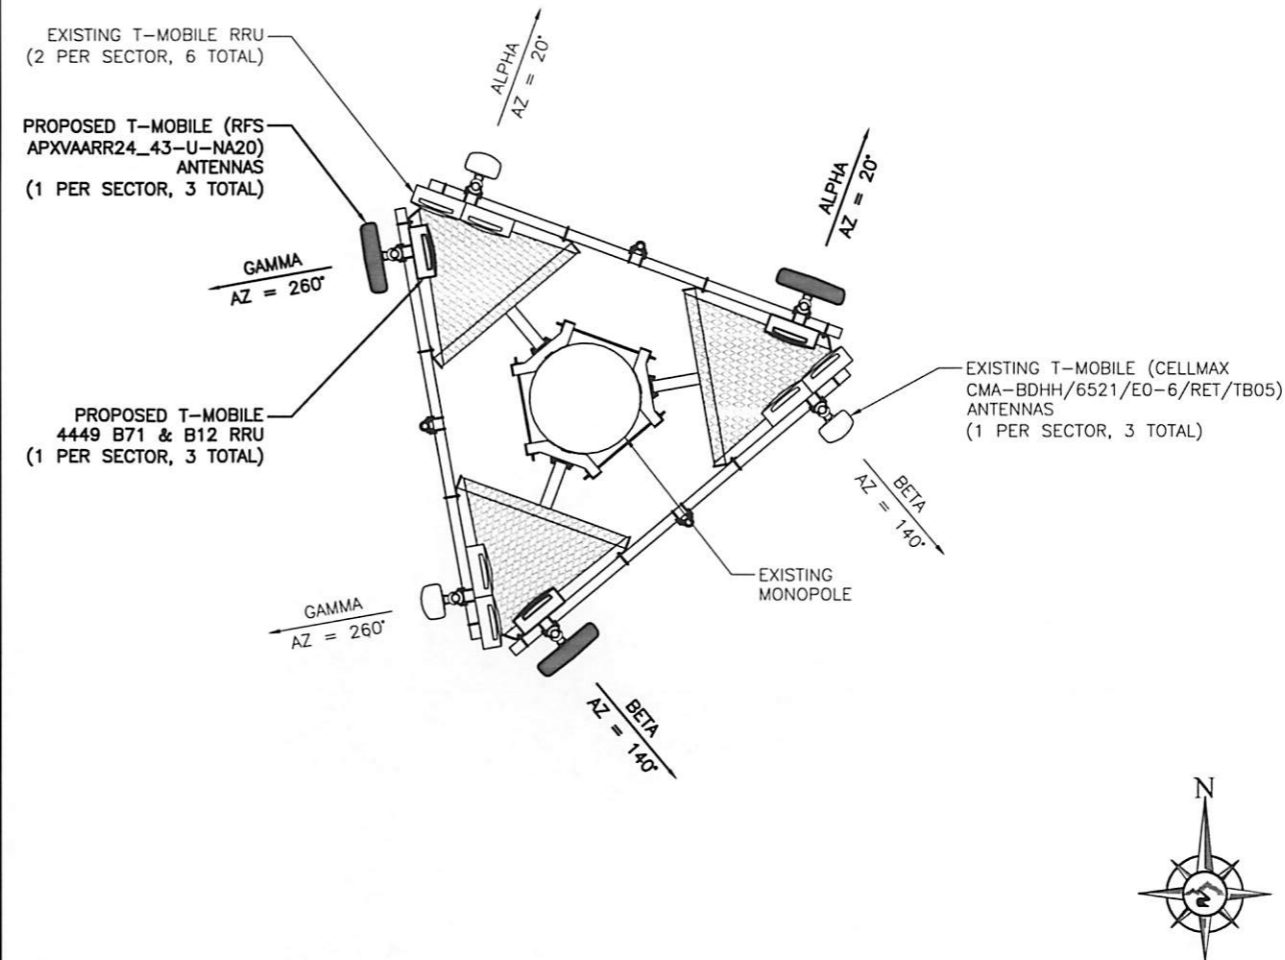 EXISTING T-MOBILE RRU
(2 PER SECTOR, 6 TOTAL)
ALPHA
AZ = 20°
PROPOSED T-MOBILE (RFS
APXVAARR24_43-U-NA20)
ANTENNAS
(1 PER SECTOR, 3 TOTAL)
ALPHA
AZ = 20°
GAMMA
AZ = 260°
EXISTING T-MOBILE (CELLMAX
CMA-BDHH/6521/E0-6/RET/TB05)
ANTENNAS
(1 PER SECTOR, 3 TOTAL)
PROPOSED T-MOBILE
4449 B71 & B12 RRU
(1 PER SECTOR, 3 TOTAL)
BETA
AZ = 140°
EXISTING
MONOPOLE
GAMMA
AZ = 260°
BETA
AZ = 140°
N